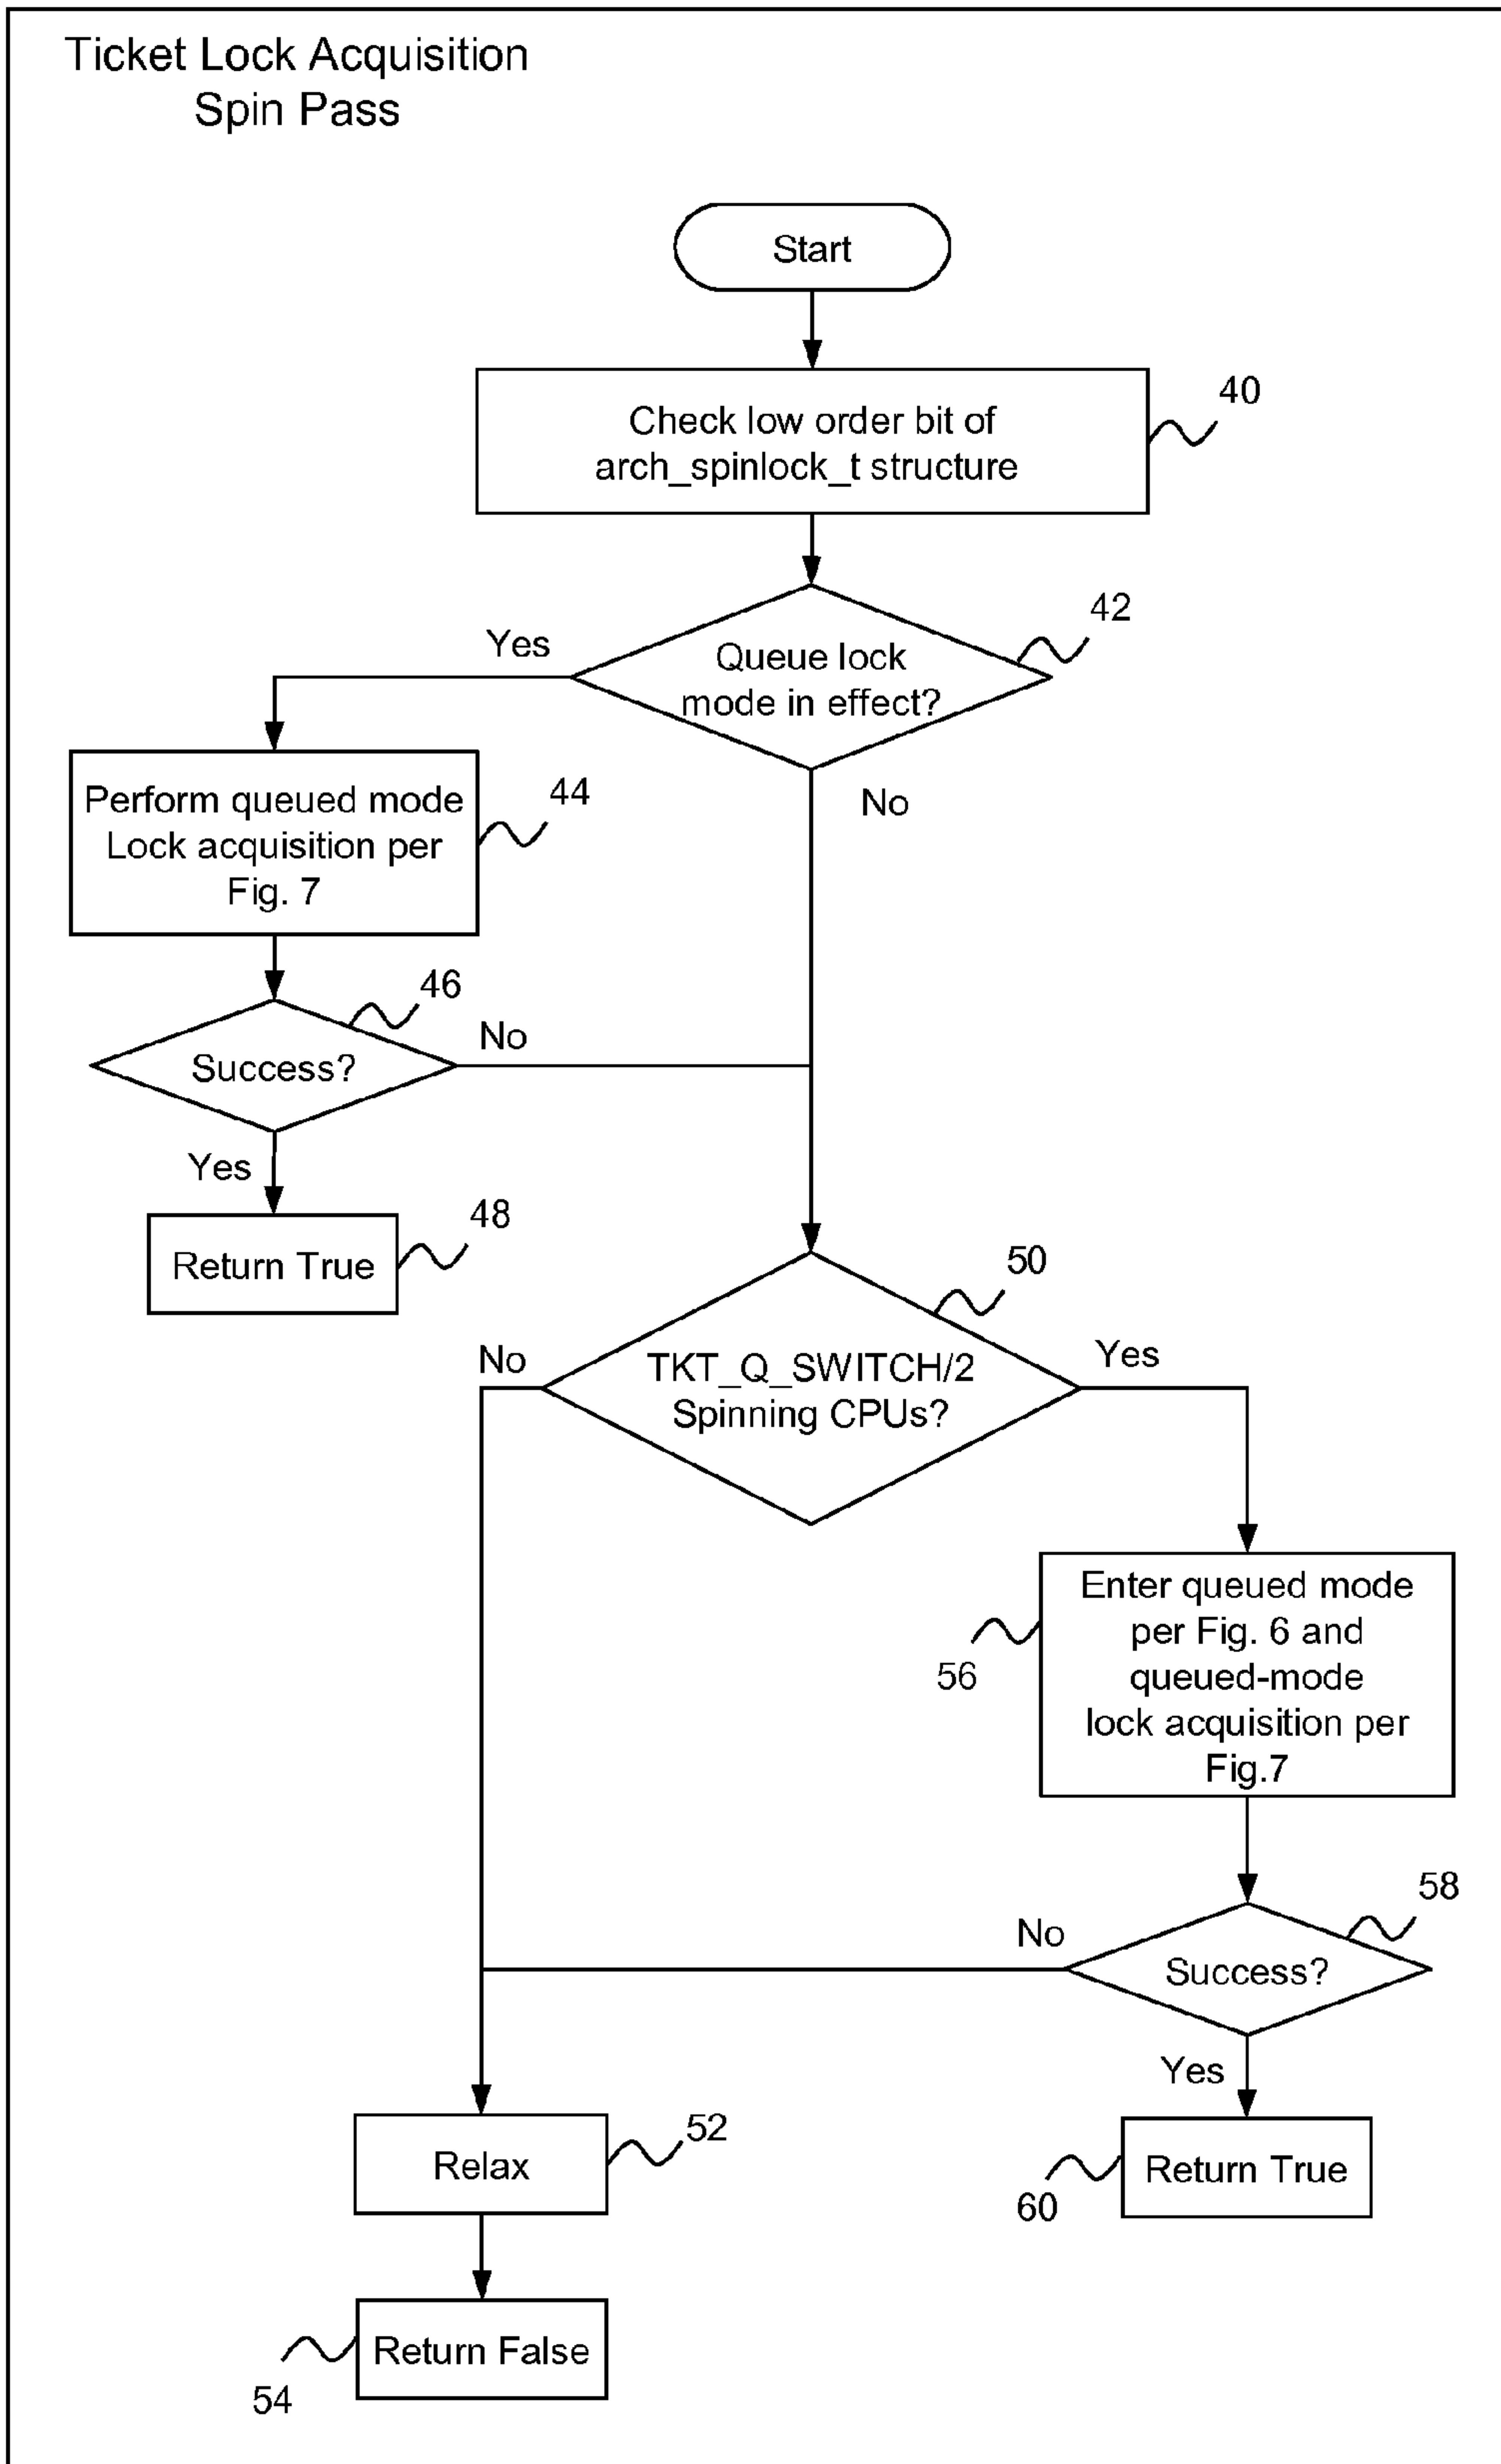 Ticket Lock Acquisition
Spin Pass
Start
Check low order bit of
arch_spinlock_t structure
40
Queue lock
mode in effect?
42
Yes
No
Perform queued mode
Lock acquisition per
Fig. 7
44
Success?
46
No
Yes
Return True
48
TKT_Q_SWITCH/2
Spinning CPUs?
50
No
Yes
Enter queued mode
per Fig. 6 and
queued-mode
lock acquisition per
Fig.7
56
Success?
58
No
Yes
Relax
52
Return True
60
Return False
54